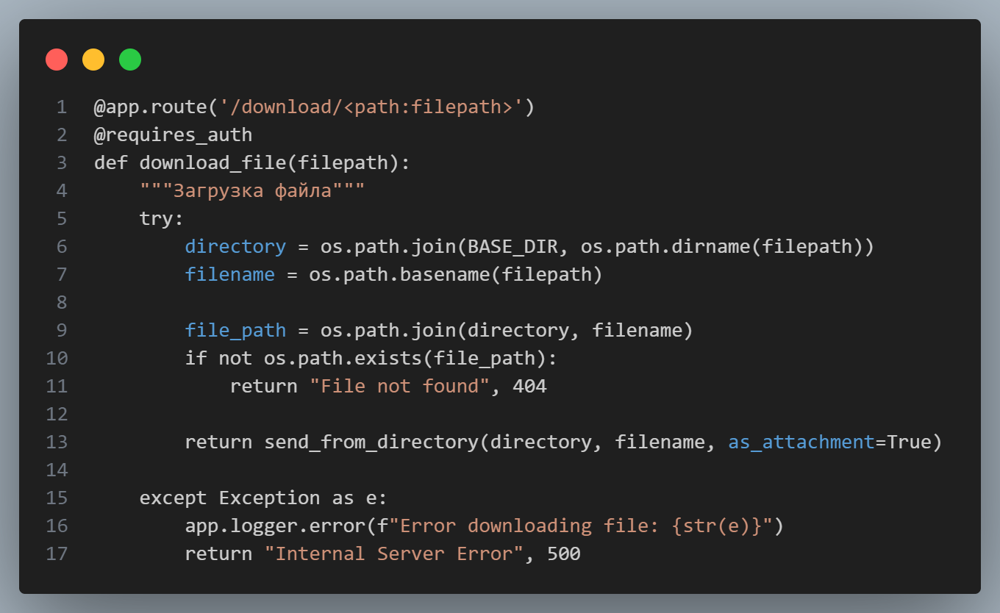 1 @app.route('/download/<path:filepath>')
2 @requires_auth
3 def download_file(filepath):
4     """Загрузка файла"""
5     try:
6         directory = os.path.join(BASE_DIR, os.path.dirname(filepath))
7         filename = os.path.basename(filepath)
8
9         file_path = os.path.join(directory, filename)
10         if not os.path.exists(file_path):
11             return "File not found", 404
12
13         return send_from_directory(directory, filename, as_attachment=True)
14
15     except Exception as e:
16         app.logger.error(f"Error downloading file: {str(e)}")
17         return "Internal Server Error", 500